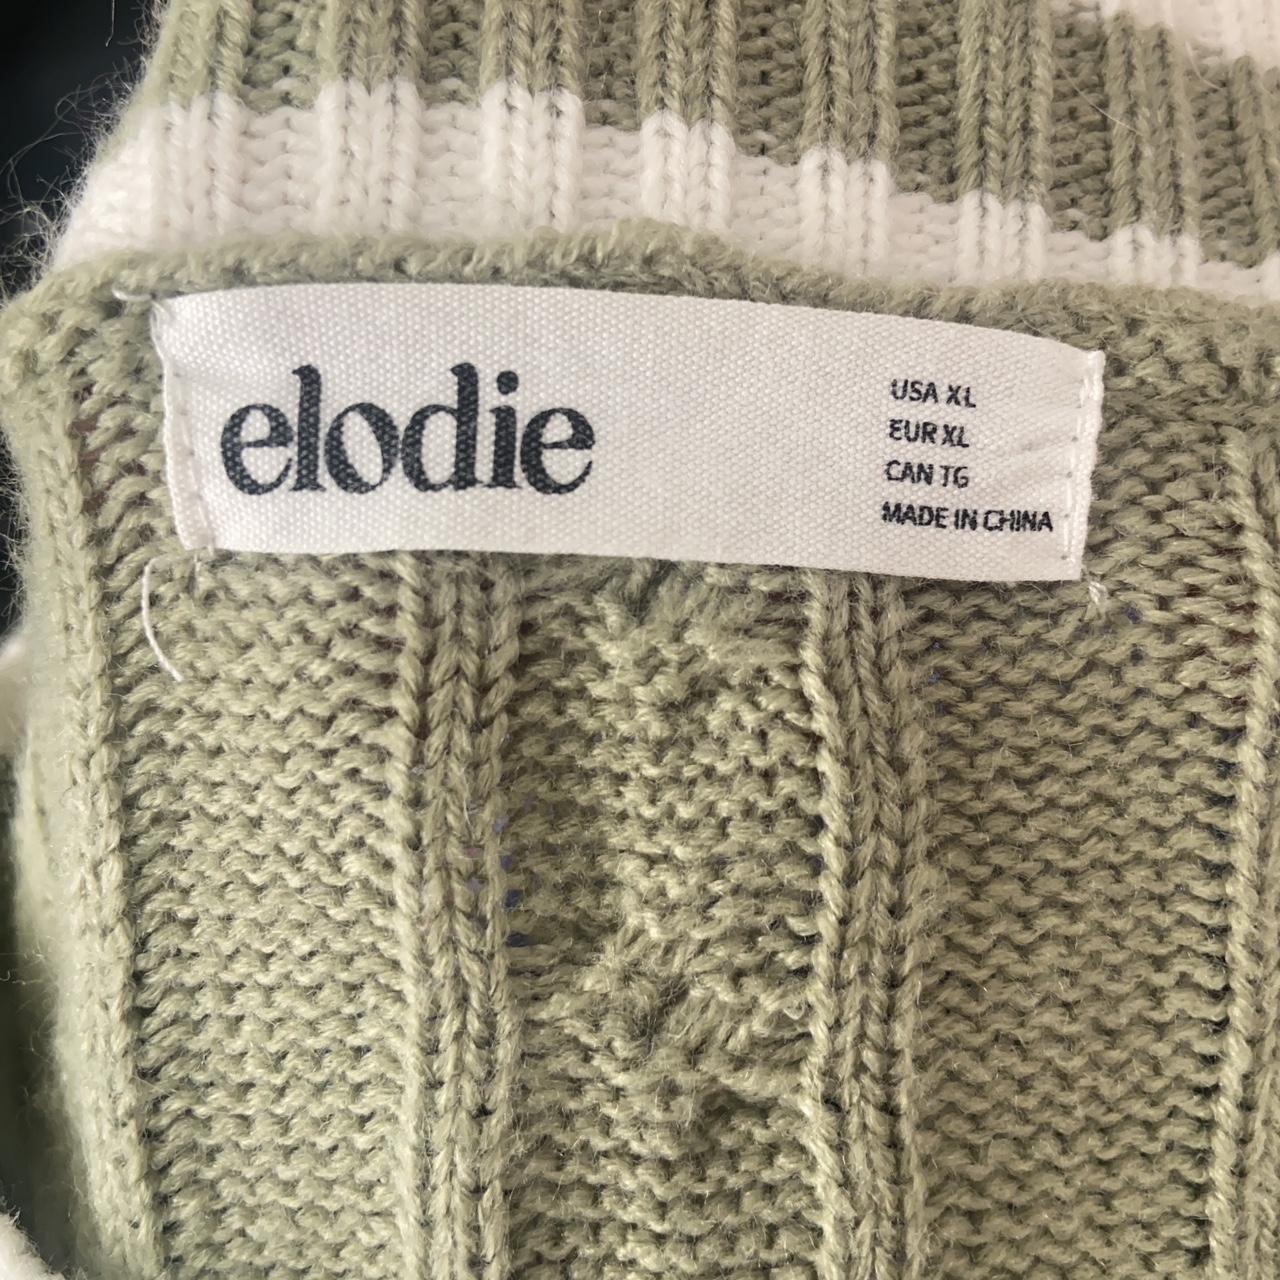 elodie
USA XL
EUR XL
CAN TG
MADE IN CHINA